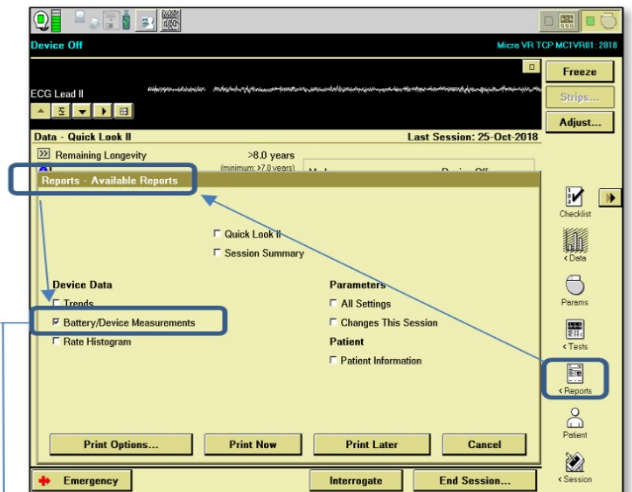 Device Off
Micra VR TCP MC1VR01: 2018
ECG Lead II
Freeze
Strips...
Adjust...
Data - Quick Look II
Last Session: 25-Oct-2018
Remaining Longevity
>8.0 years
(minimum: >7.0 years)
Reports - Available Reports
Quick Look II
Session Summary
Device Data
Parameters
Trends
All Settings
Battery/Device Measurements
Changes This Session
Rate Histogram
Patient
Patient Information
Print Options...
Print Now
Print Later
Cancel
Checklist
< Data
Params
< Tests
< Reports
Patient
< Session
Emergency
Interrogate
End Session...